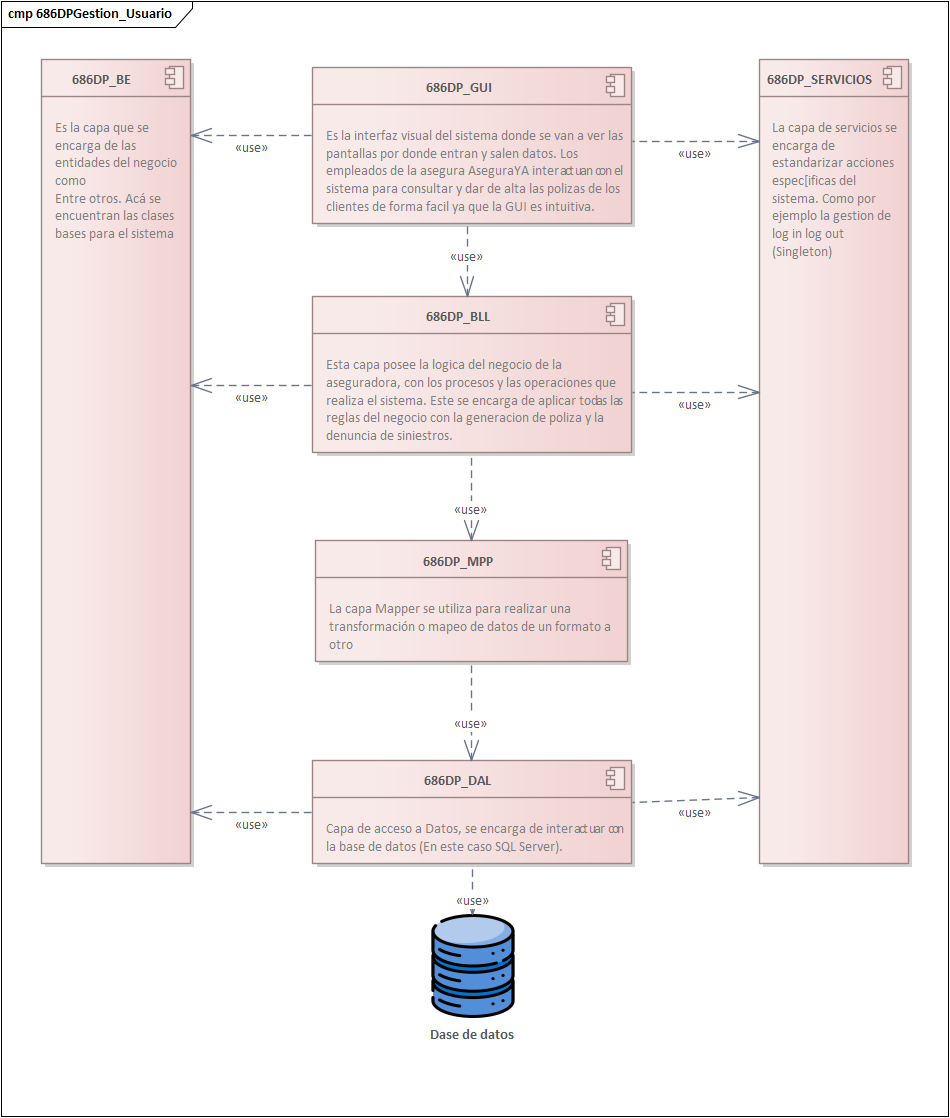 cmp 686DPGestion_Usuario
686DP_BE
Es la capa que se
encarga de las
entidades del negocio
como
Entre otros. Acá se
encuentran las clases
bases para el sistema
686DP_GUI
Es la interfaz visual del sistema donde se van a ver las
pantallas por donde entran y salen datos. Los
empleados de la asegura AseguraYA interactuan con el
sistema para consultar y dar de alta las polizas de los
clientes de forma facil ya que la GUI es intuitiva.
686DP_SERVICIOS
La capa de servicios se
encarga de
estandarizar acciones
espec[ificas del
sistema. Como por
ejemplo la gestion de
log in log out
(Singleton)
«use»
«use»
«use»
686DP_BLL
Esta capa posee la logica del negocio de la
aseguradora, con los procesos y las operaciones que
realiza el sistema. Este se encarga de aplicar todas las
reglas del negocio con la generacion de poliza y la
denuncia de siniestros.
«use»
«use»
«use»
686DP_MPP
La capa Mapper se utiliza para realizar una
transformación o mapeo de datos de un formato a
otro
«use»
686DP_DAL
Capa de acceso a Datos, se encarga de interactuar con
la base de datos (En este caso SQL Server).
«use»
«use»
«use»
Dase de datos